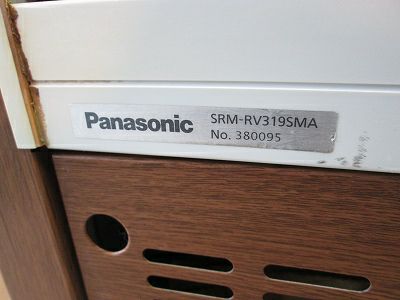 Panasonic SRM-RV319SMA
No. 380095